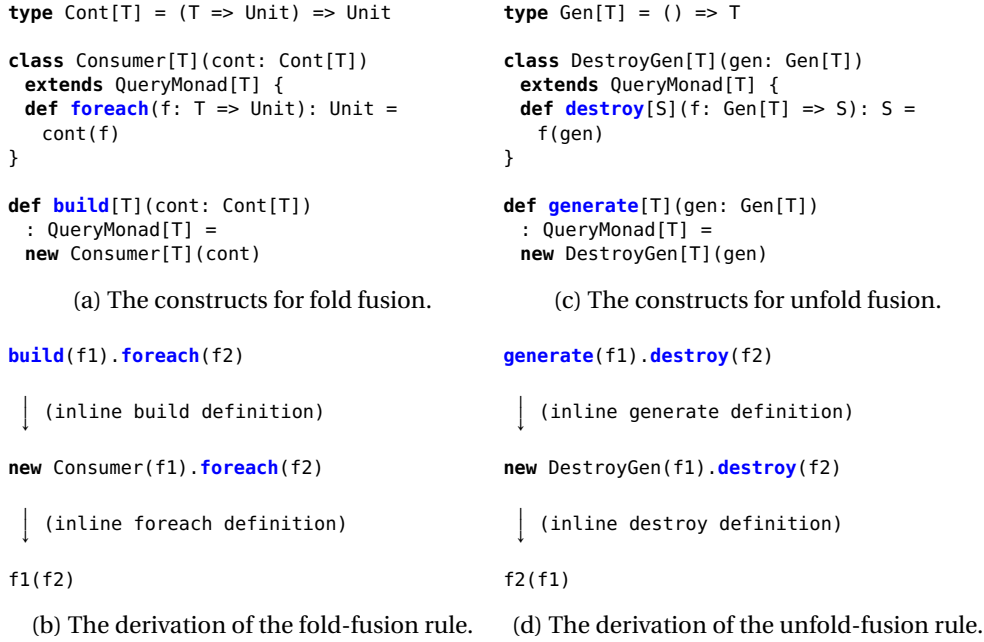 type Cont[T] = (T => Unit) => Unit
class Consumer[T](cont: Cont[T])
extends QueryMonad[T] {
def foreach(f: T => Unit): Unit =
cont(f)
}
def build[T](cont: Cont[T])
: QueryMonad[T] =
new Consumer[T](cont)
(a) The constructs for fold fusion.
build(f1).foreach(f2)
(inline build definition)
new Consumer(f1).foreach(f2)
(inline foreach definition)
f1(f2)
(b) The derivation of the fold-fusion rule.
type Gen[T] = () => T
class DestroyGen[T](gen: Gen[T])
extends QueryMonad[T] {
def destroy[S](f: Gen[T] => S): S =
f(gen)
}
def generate[T](gen: Gen[T])
: QueryMonad[T] =
new DestroyGen[T](gen)
(c) The constructs for unfold fusion.
generate(f1).destroy(f2)
(inline generate definition)
new DestroyGen(f1).destroy(f2)
(inline destroy definition)
f2(f1)
(d) The derivation of the unfold-fusion rule.